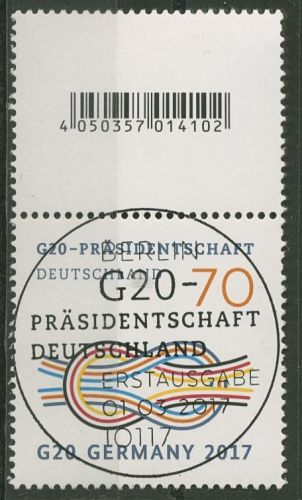 4 050357 014102
G20-PRÄSIDENTSCHAFT
DEUTSCHLAND
70
BERLIN
G20-
PRÄSIDENTSCHAFT
DEUTSCHLAND
ERSTAUSGABE
01-03-2017
10117
G20 GERMANY 2017